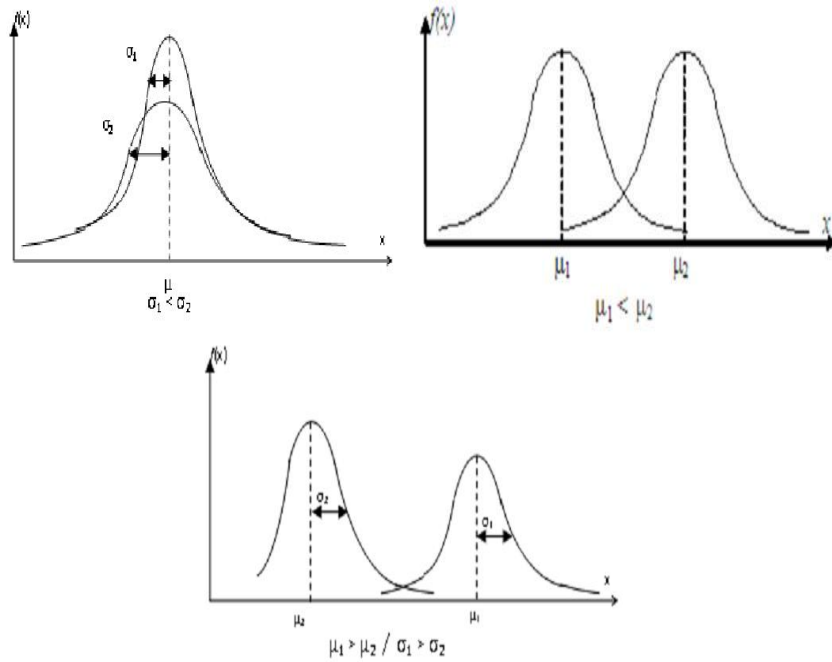 f(x)
σ₁
σ₂
x
μ
σ₁ < σ₂
f(x)
x
μ₁ μ₂
μ₁ < μ₂
f(x)
σ₂
σ₁
x
μ₂ μ₁
μ₁ > μ₂ / σ₁ > σ₂